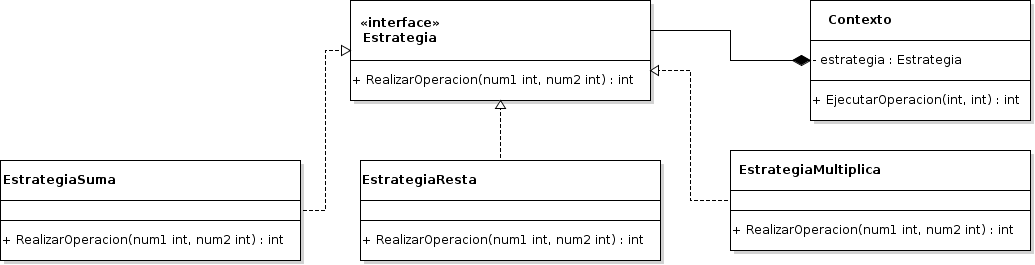 «interface»
Estrategia
+ RealizarOperacion(num1 int, num2 int) : int
Contexto
- estrategia : Estrategia
+ EjecutarOperacion(int, int) : int
EstrategiaSuma
+ RealizarOperacion(num1 int, num2 int) : int
EstrategiaResta
+ RealizarOperacion(num1 int, num2 int) : int
EstrategiaMultiplica
+ RealizarOperacion(num1 int, num2 int) : int